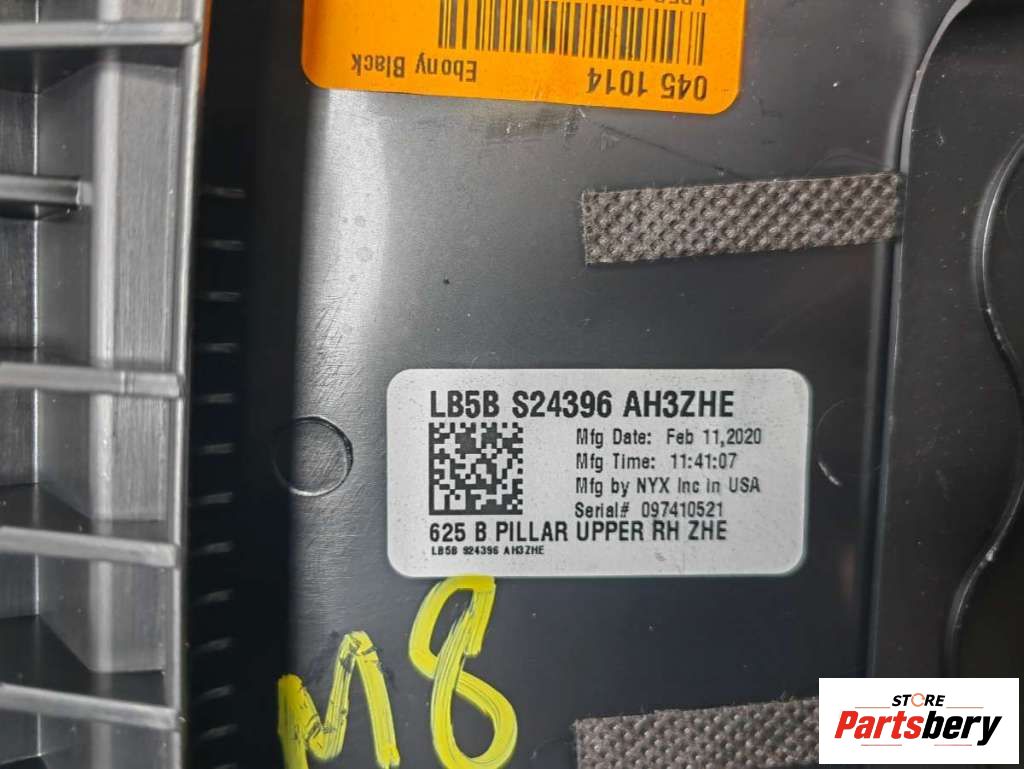 045 1014
Ebony Black
LB5B S24396 AH3ZHE
Mfg Date: Feb 11,2020
Mfg Time: 11:41:07
Mfg by NYX Inc in USA
Serial# 097410521
625 B PILLAR UPPER RH ZHE
LB5B S24396 AH3ZHE
M8
STORE
Partsbery